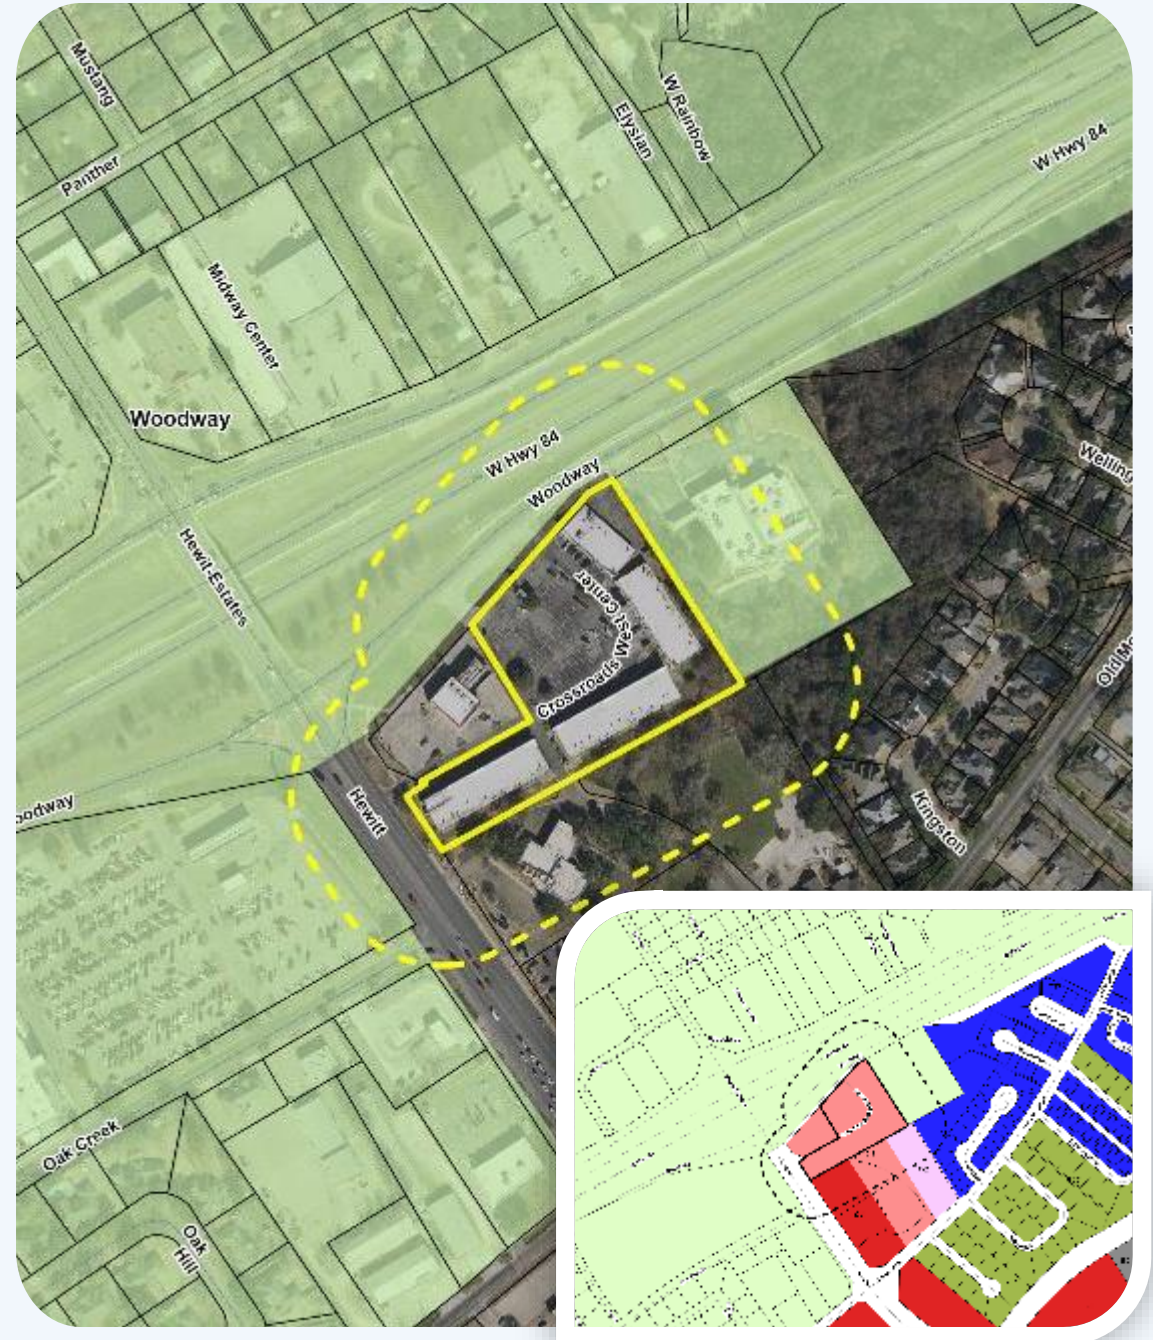 Mustang
Panther
Elysian
W Rainbow
W Hwy 84
Midway Center
Woodway
W Hwy 84
Woodway
Welling
Hewit-Estates
Crossroads West Center
Old M
oodway
Hewitt
Kingston
Oak Creek
Oak
Hill